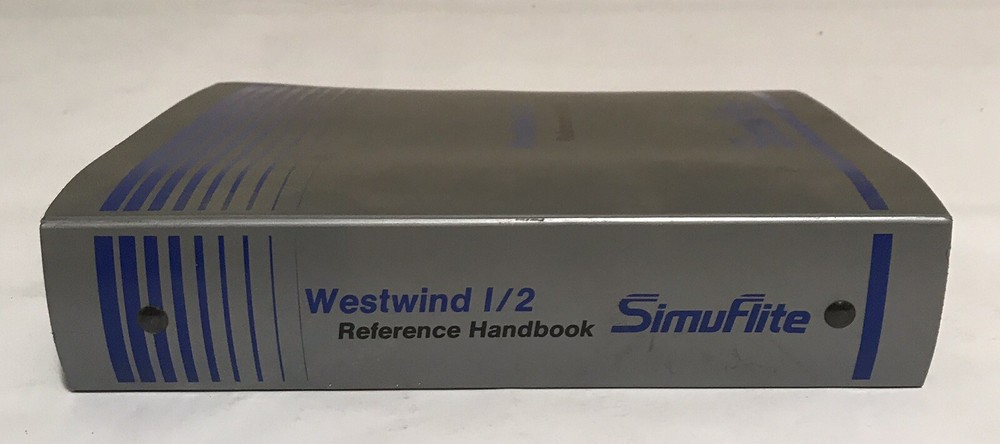 Westwind I/2
Reference Handbook
SimuFlite